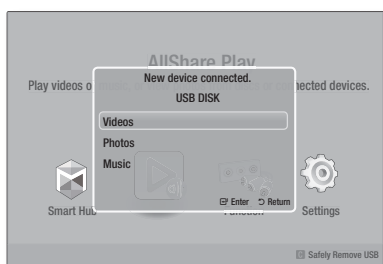 AllShare Play
Play videos o
nected devices.
New device connected.
USB DISK
Videos
Photos
Music
Enter Return
Smart Hub
Function
Settings
Safely Remove USB